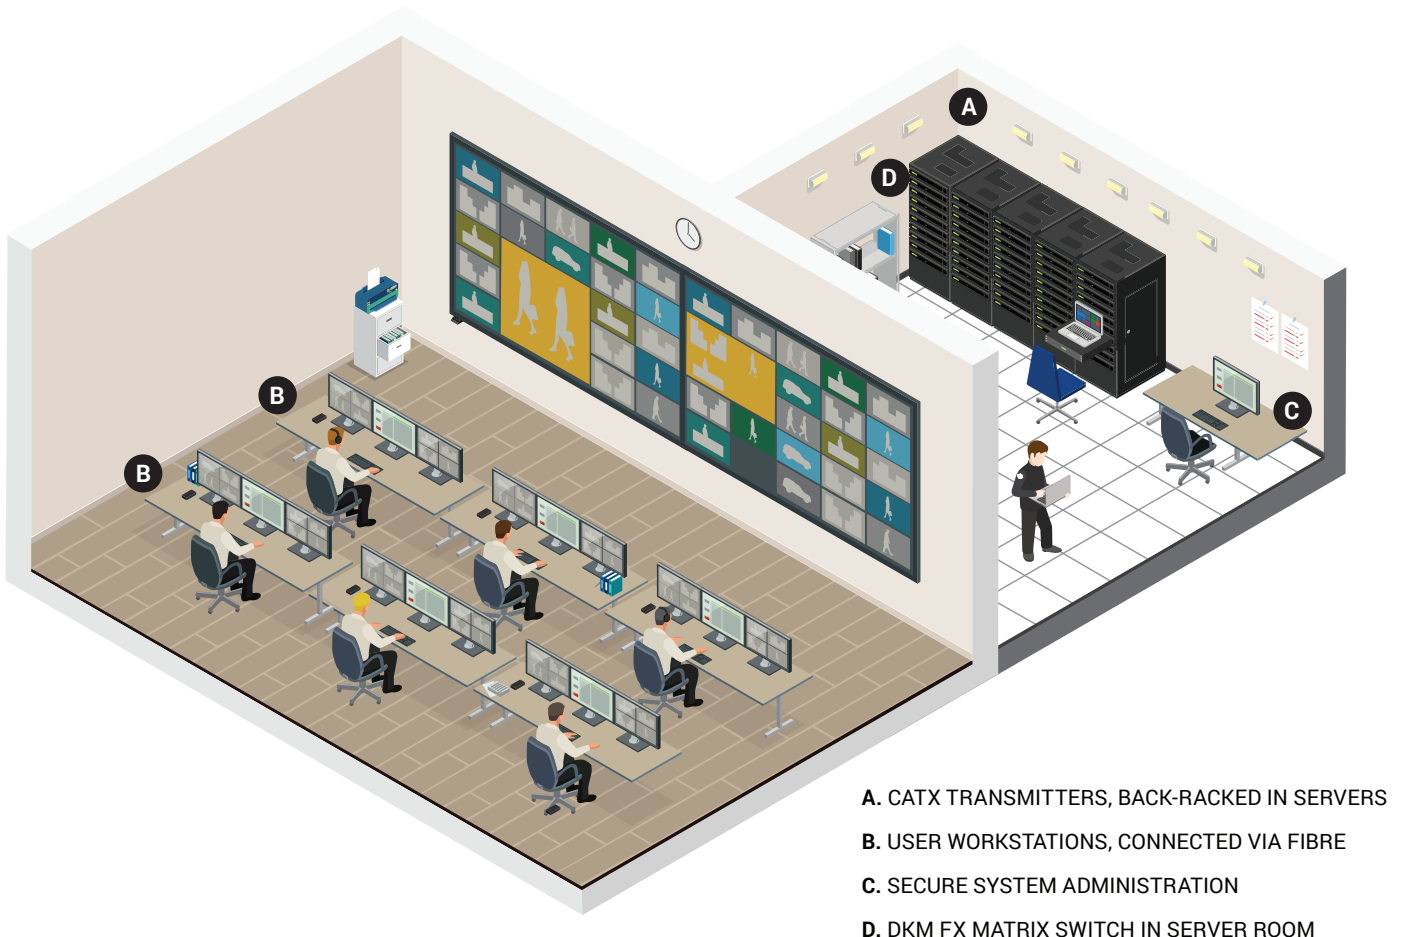 A
D
B
B
C
A. CATX TRANSMITTERS, BACK-RACKED IN SERVERS
B. USER WORKSTATIONS, CONNECTED VIA FIBRE
C. SECURE SYSTEM ADMINISTRATION
D. DKM FX MATRIX SWITCH IN SERVER ROOM